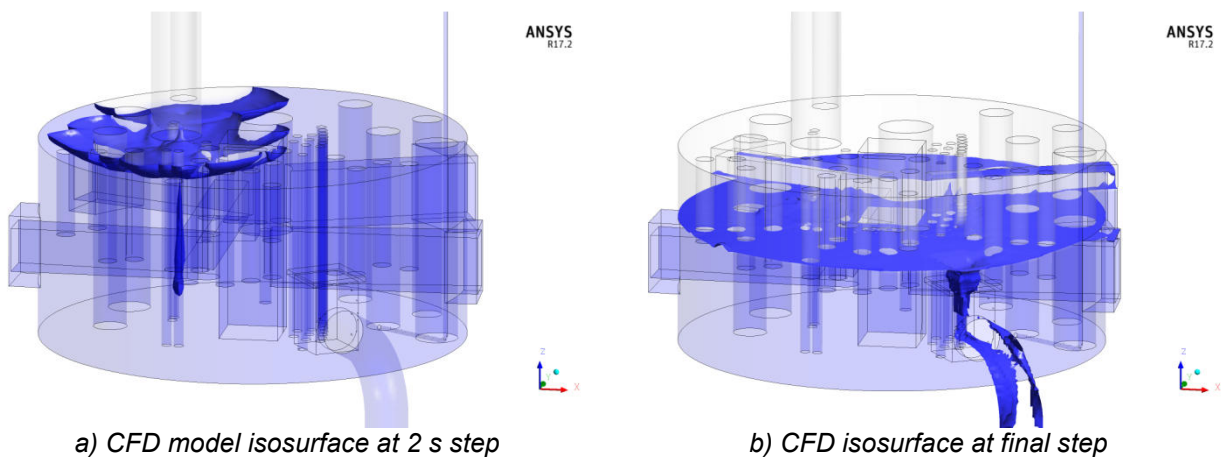 ANSYS
R17.2
ANSYS
R17.2
Z
Y
X
Z
Y
X
a) CFD model isosurface at 2 s step
b) CFD isosurface at final step